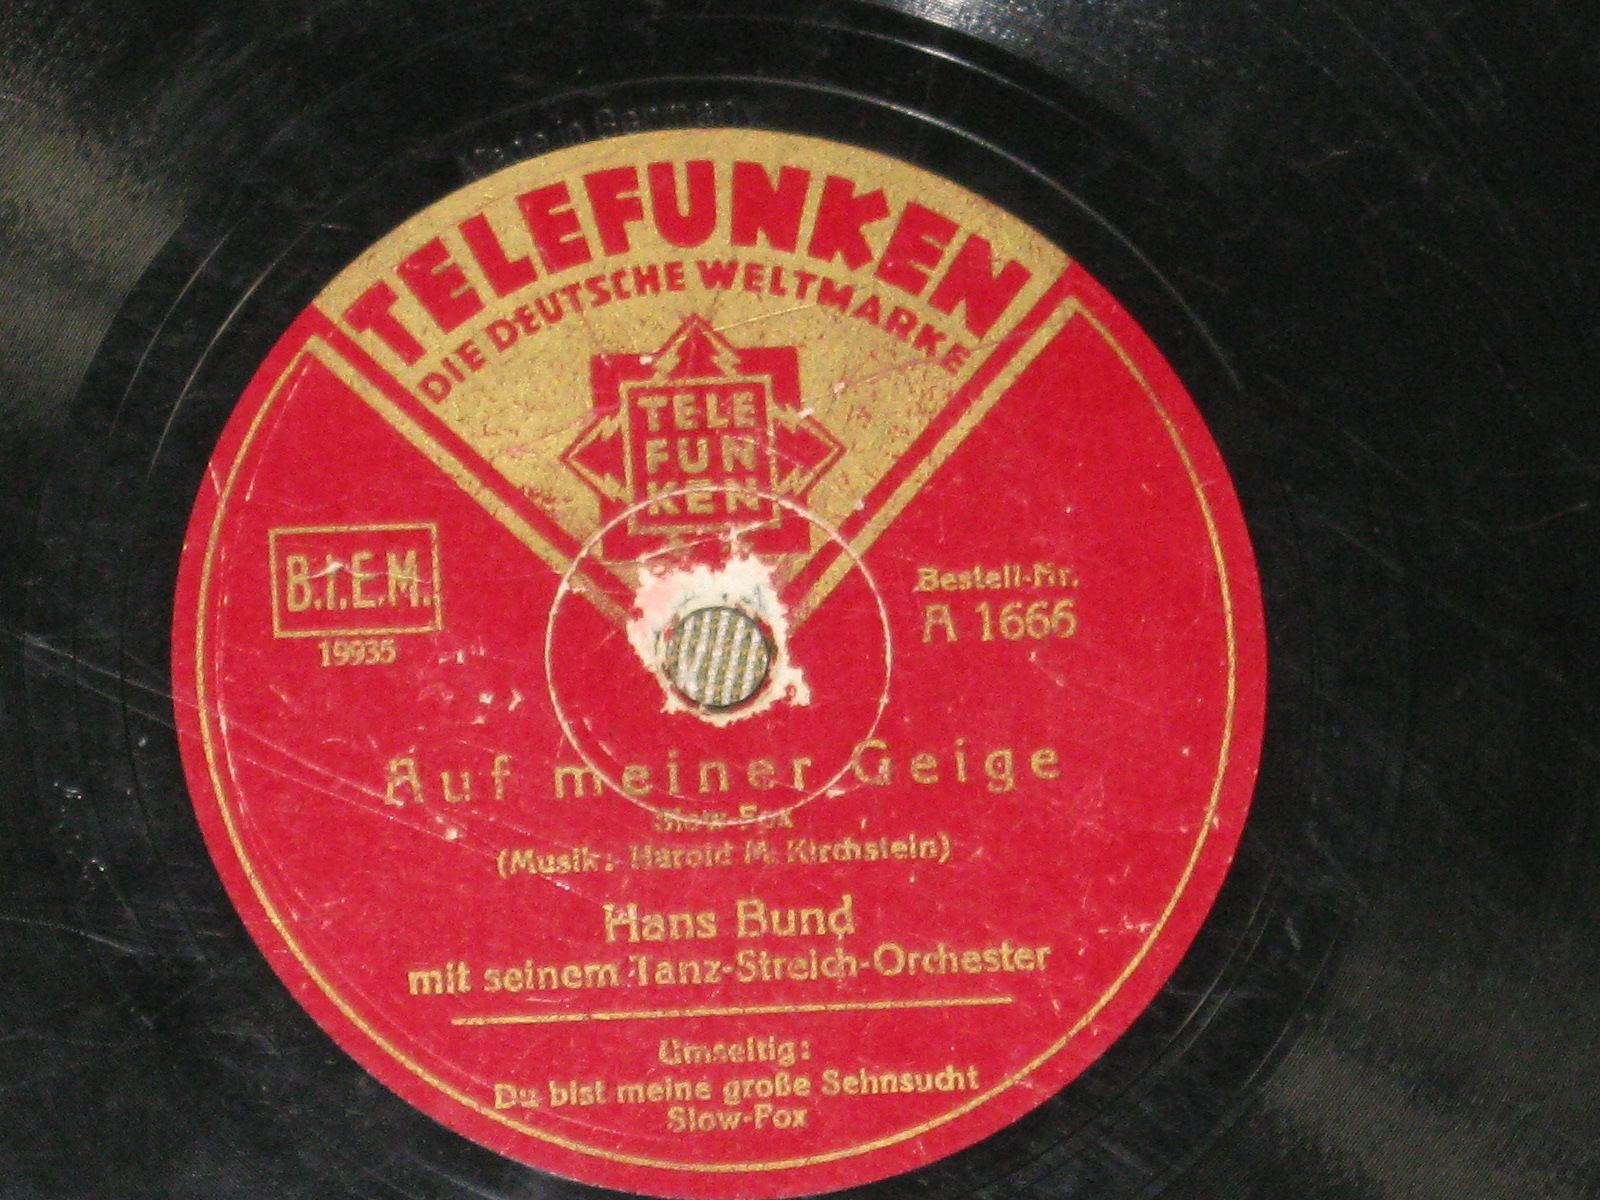 Made in Germany
TELEFUNKEN
DIE DEUTSCHE WELTMARKE
TELE
FUN
KEN
B.I.E.M.
19935
Bestell-Nr.
A 1666
Auf meiner Geige
Slow-Fox
(Musik: Harold M. Kirchstein)
Hans Bund
mit seinem Tanz-Streich-Orchester
Umseitig:
Du bist meine große Sehnsucht
Slow-Fox